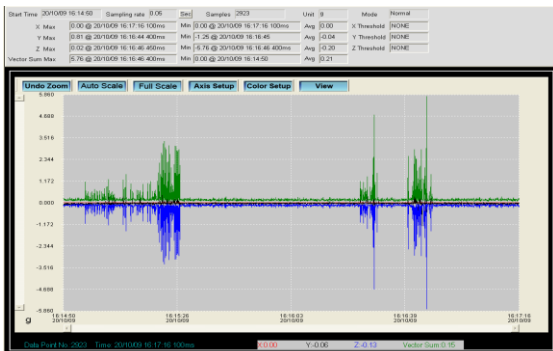 Start Time 20/10/09 16:14:50 Sampling rate 0.05 Sec Samples 2923 Unit 9 Mode Normal
X Max 0.00 @ 20/10/09 16:17:16 100ms Min 0.00 @ 20/10/09 16:17:16 100ms Avg 0.00 X Threshold NONE
Y Max 0.81 @ 20/10/09 16:16:44 400ms Min -1.25 @ 20/10/09 16:16:45 Avg -0.04 Y Threshold NONE
Z Max 0.02 @ 20/10/09 16:16:46 450ms Min -5.76 @ 20/10/09 16:16:46 400ms Avg -0.20 Z Threshold NONE
Vector Sum Max 5.76 @ 20/10/09 16:16:46 400ms Min 0.02 @ 20/10/09 16:14:50 Avg 0.21
Undo Zoom Auto Scale Full Scale Axis Setup Color Setup View
5.860
4.688
3.516
2.344
1.172
0.000
-1.172
-2.344
-3.516
-4.688
-5.860
16:14:50 16:15:26 16:16:03 16:16:39 16:17:16
g 20/10/09 20/10/09 20/10/09 20/10/09 20/10/09
Data Point No. 2923 Time 20/10/09 16:17:16 100ms X:0.00 Y:-0.06 Z:-0.13 Vector Sum 0.15